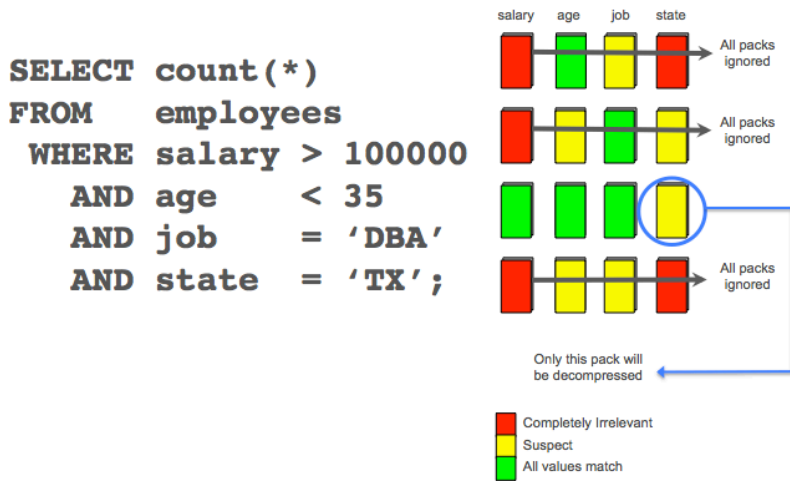 SELECT count(*)
FROM employees
WHERE salary > 100000
AND age < 35
AND job = ‘DBA’
AND state = ‘TX’;
salary age job state
All packs
ignored
All packs
ignored
All packs
ignored
Only this pack will
be decompressed
Completely Irrelevant
Suspect
All values match